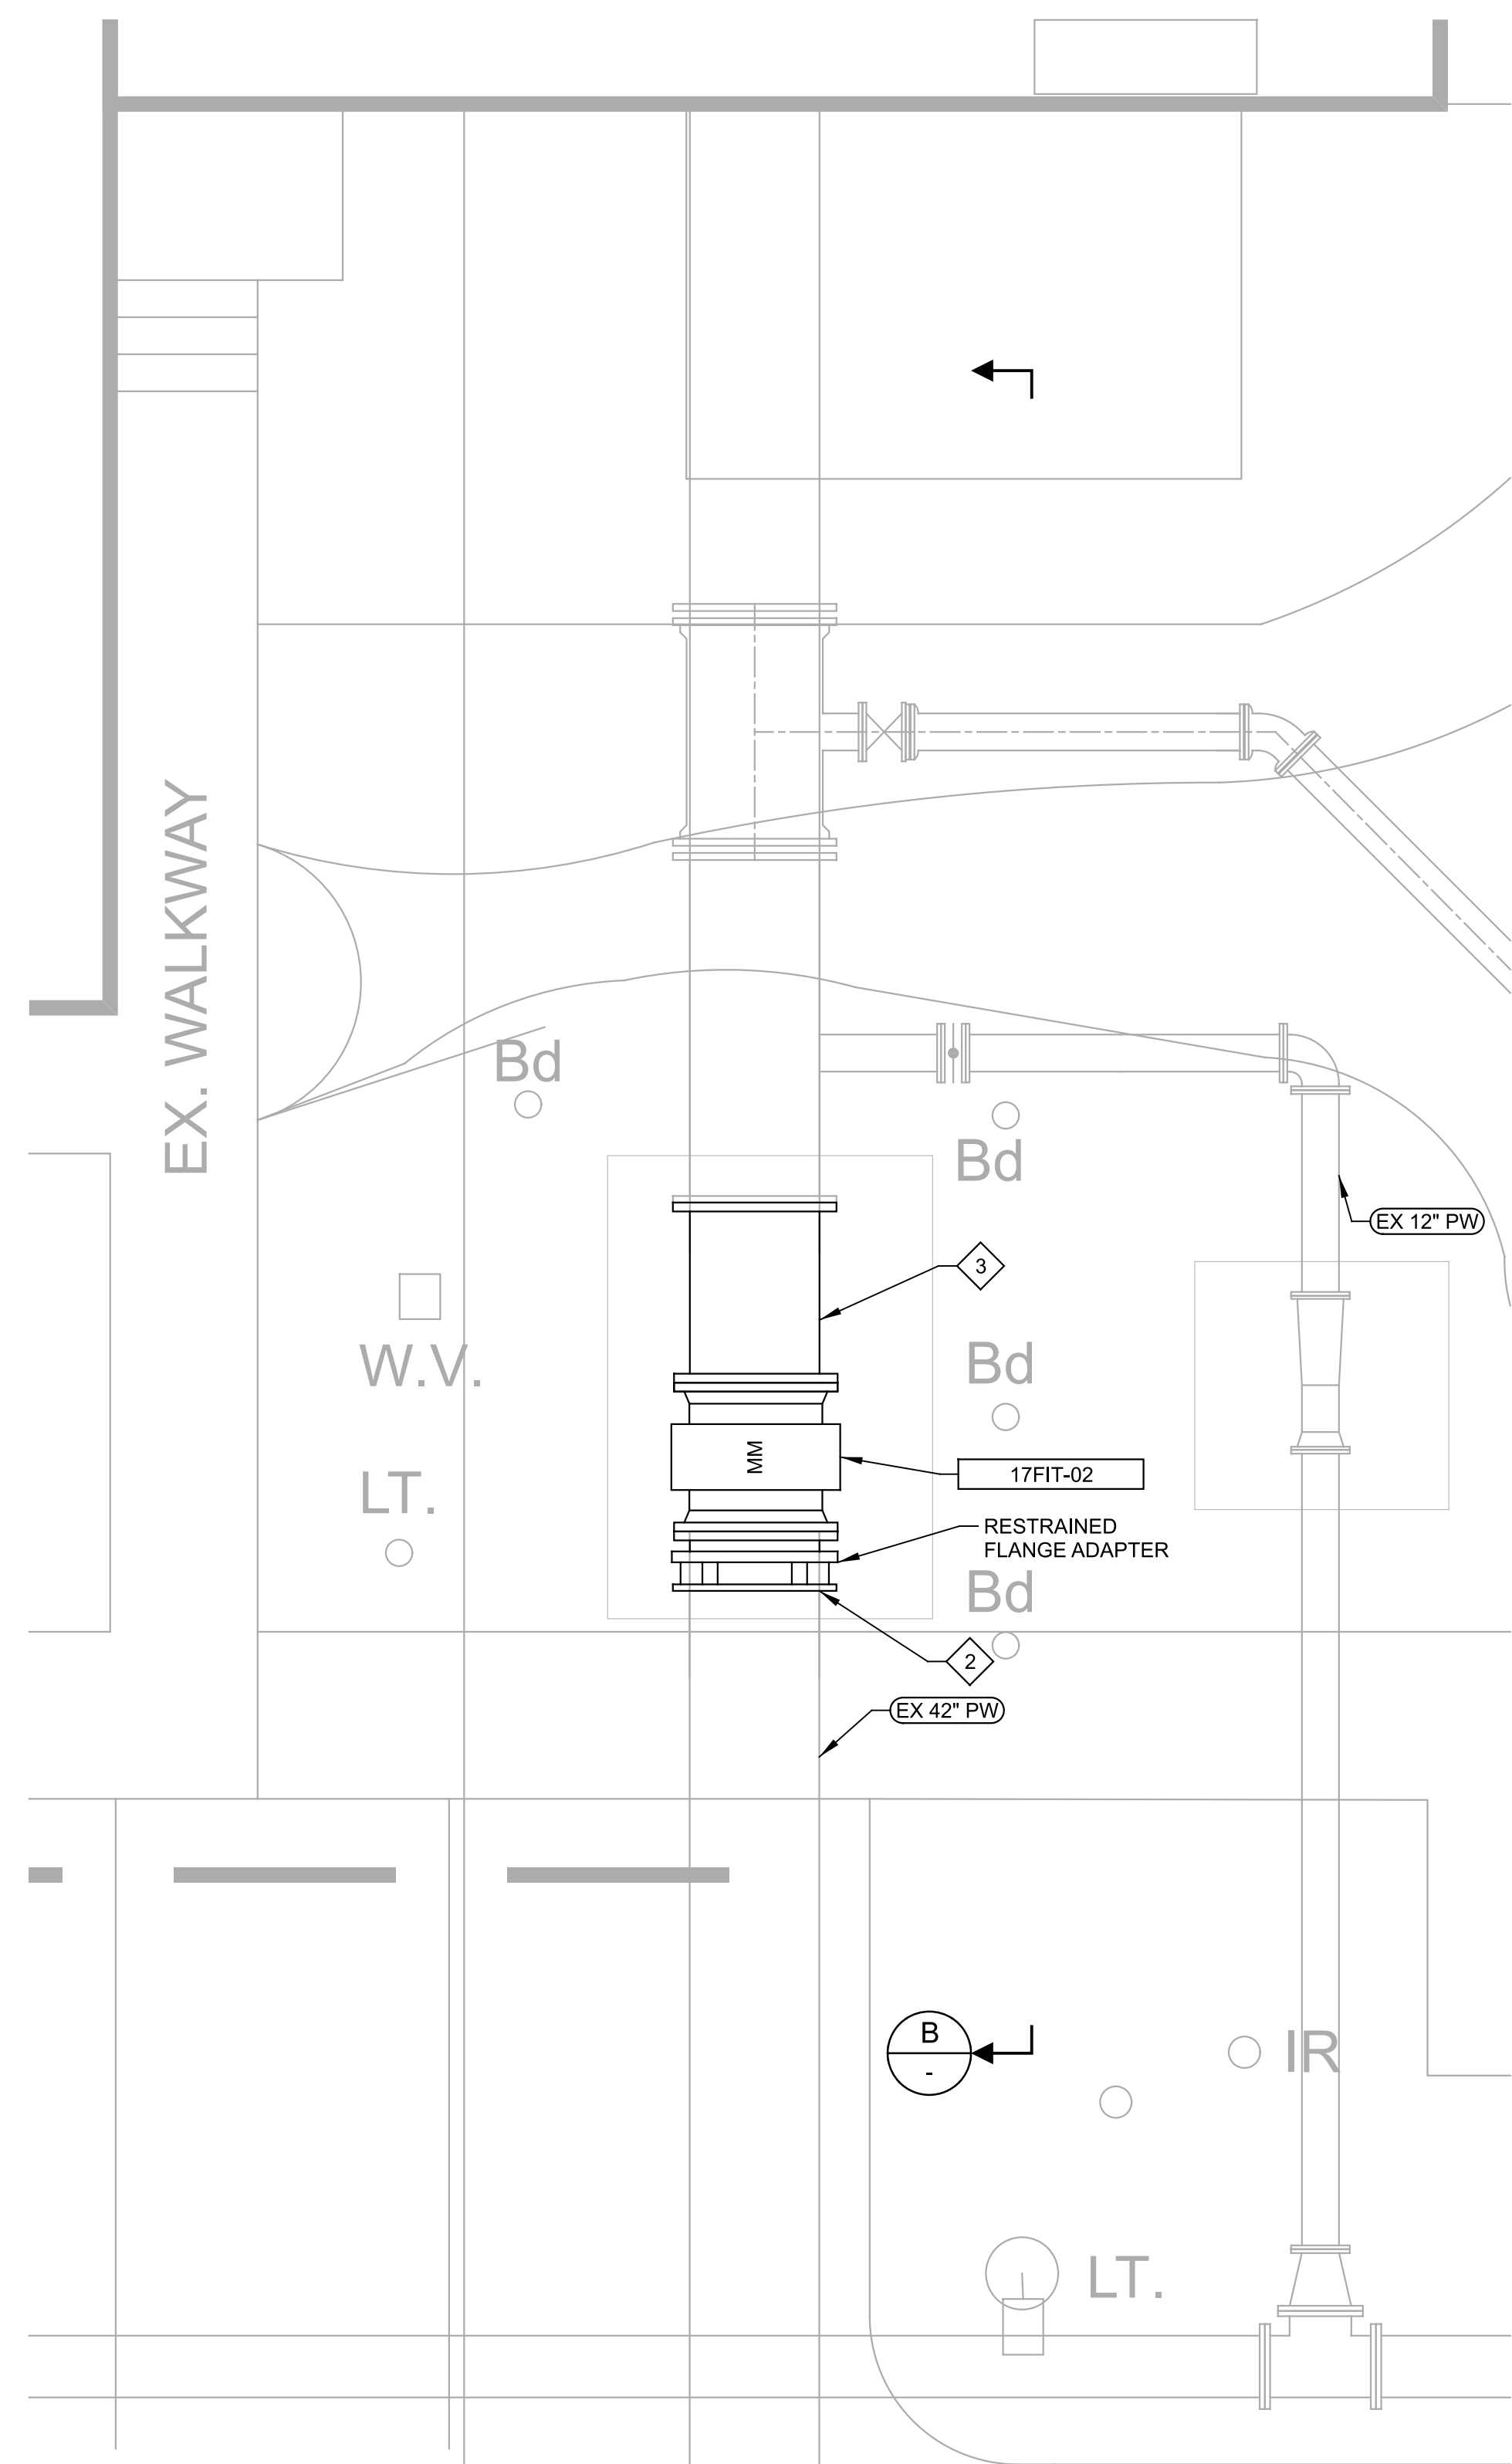 EX. WALKWAY
Bd
Bd
EX 12" PW
3
W.V.
Bd
MM
17FIT-02
LT.
RESTRAINED
FLANGE ADAPTER
Bd
2
EX 42" PW
B
-
IR
LT.